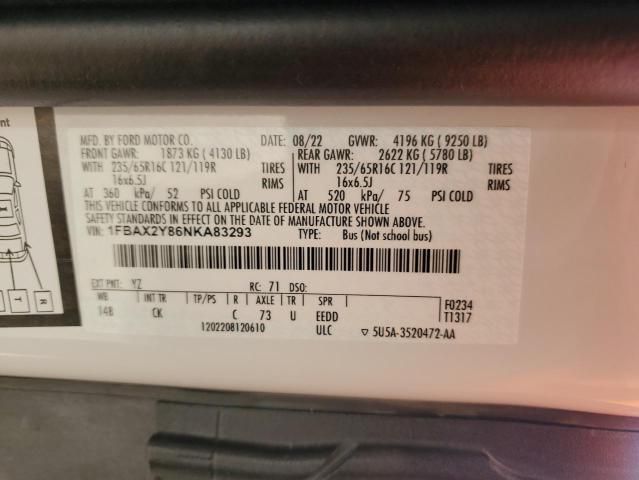 MFD. BY FORD MOTOR CO. DATE: 08/22 GVWR: 4196 KG ( 9250 LB)
FRONT GAWR: 1873 KG ( 4130 LB) REAR GAWR: 2622 KG ( 5780 LB)
WITH 235/65R16C 121/119R TIRES WITH 235/65R16C 121/119R TIRES
16x6.5J RIMS 16x6.5J RIMS
AT 360 kPa/ 52 PSI COLD AT 520 kPa/ 75 PSI COLD
THIS VEHICLE CONFORMS TO ALL APPLICABLE FEDERAL MOTOR VEHICLE
SAFETY STANDARDS IN EFFECT ON THE DATE OF MANUFACTURE SHOWN ABOVE.
VIN: 1FBAX2Y86NKA83293 TYPE: Bus (Not school bus)
EXT PNT: YZ RC: 71 DSO:
WB INT TR TP/PS R AXLE TR SPR F0234
14B CK C 73 U EEDD T1317
1202208120610 ULC ▽ 5U5A-3520472-AA
T R